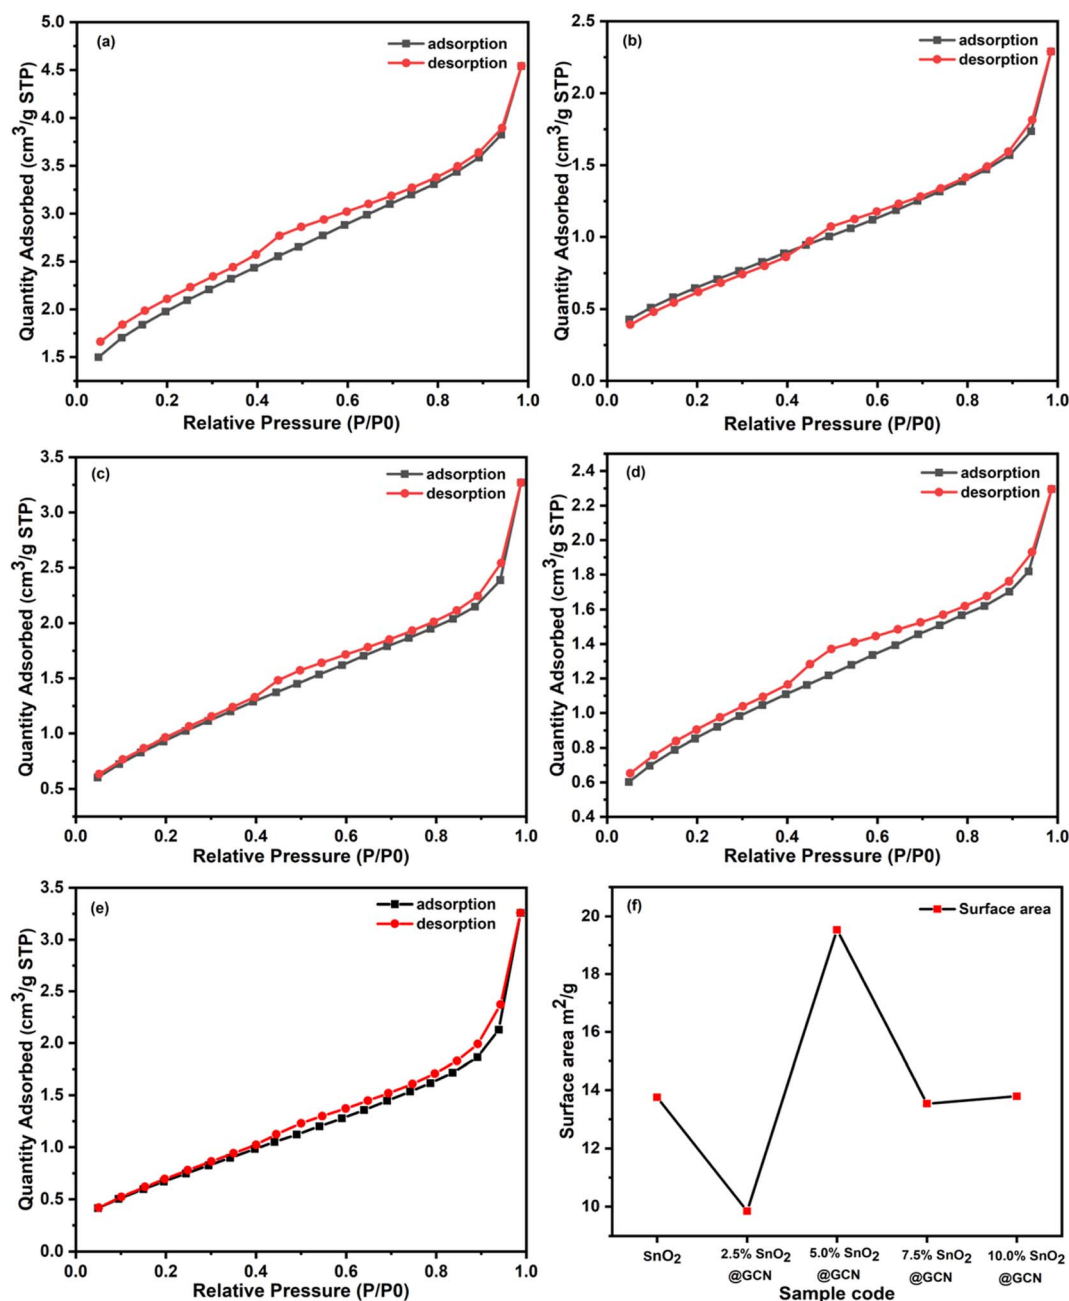 (a)
adsorption
desorption
Quantity Adsorbed (cm³/g STP)
5.0
4.5
4.0
3.5
3.0
2.5
2.0
1.5
0.0 0.2 0.4 0.6 0.8 1.0
Relative Pressure (P/P0)
(b)
adsorption
desorption
Quantity Adsorbed (cm³/g STP)
2.5
2.0
1.5
1.0
0.5
0.0
0.0 0.2 0.4 0.6 0.8 1.0
Relative Pressure (P/P0)
(c)
adsorption
desorption
Quantity Adsorbed (cm³/g STP)
3.5
3.0
2.5
2.0
1.5
1.0
0.5
0.0 0.2 0.4 0.6 0.8 1.0
Relative Pressure (P/P0)
(d)
adsorption
desorption
Quantity Adsorbed (cm³/g STP)
2.4
2.2
2.0
1.8
1.6
1.4
1.2
1.0
0.8
0.6
0.4
0.0 0.2 0.4 0.6 0.8 1.0
Relative Pressure (P/P0)
(e)
adsorption
desorption
Quantity Adsorbed (cm³/g STP)
3.5
3.0
2.5
2.0
1.5
1.0
0.5
0.0
0.0 0.2 0.4 0.6 0.8 1.0
Relative Pressure (P/P0)
(f)
Surface area
Surface area m²/g
20
18
16
14
12
10
SnO₂ 2.5% SnO₂ 5.0% SnO₂ 7.5% SnO₂ 10.0% SnO₂
@GCN @GCN @GCN @GCN
Sample code